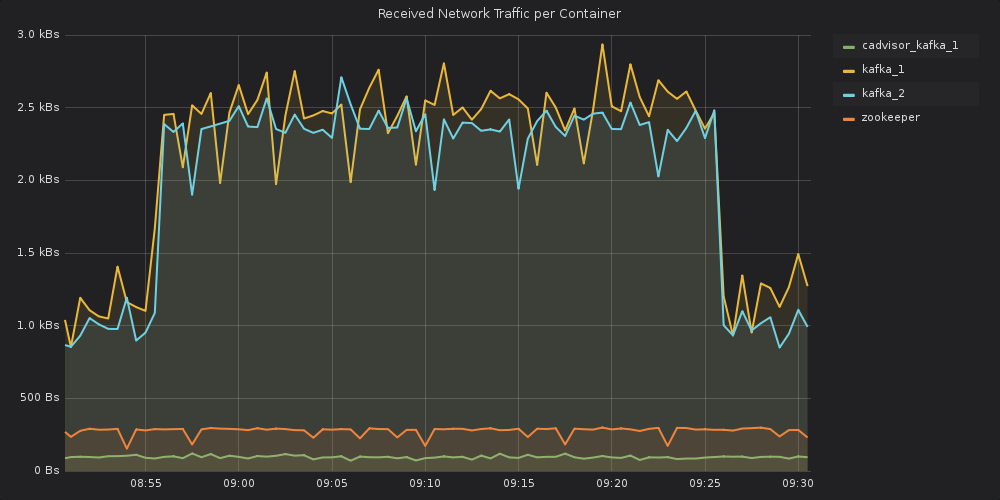 Received Network Traffic per Container
3.0 kBs
2.5 kBs
2.0 kBs
1.5 kBs
1.0 kBs
500 Bs
0 Bs
08:55
09:00
09:05
09:10
09:15
09:20
09:25
09:30
cadvisor_kafka_1
kafka_1
kafka_2
zookeeper